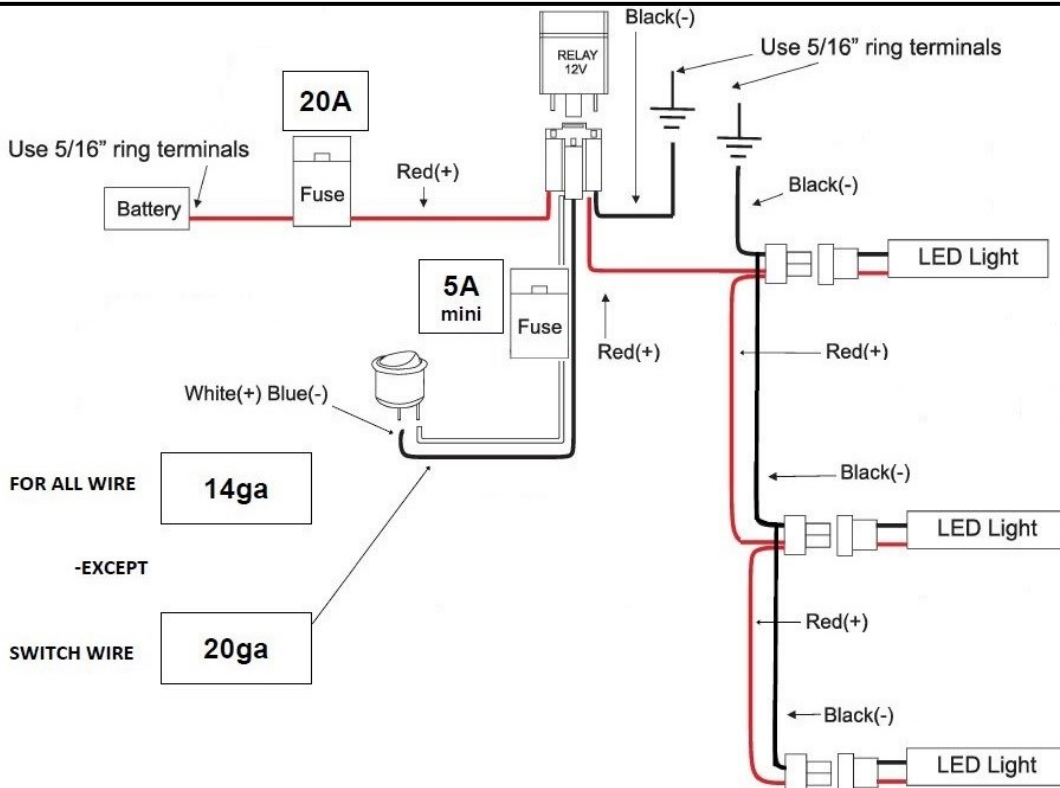 Black(-)
RELAY
12V
Use 5/16” ring terminals
20A
Use 5/16” ring terminals
Fuse
Red(+)
Battery
Black(-)
LED Light
5A
mini
Fuse
Red(+)
Red(+)
White(+) Blue(-)
FOR ALL WIRE
14ga
Black(-)
LED Light
-EXCEPT
Red(+)
SWITCH WIRE
20ga
Black(-)
LED Light